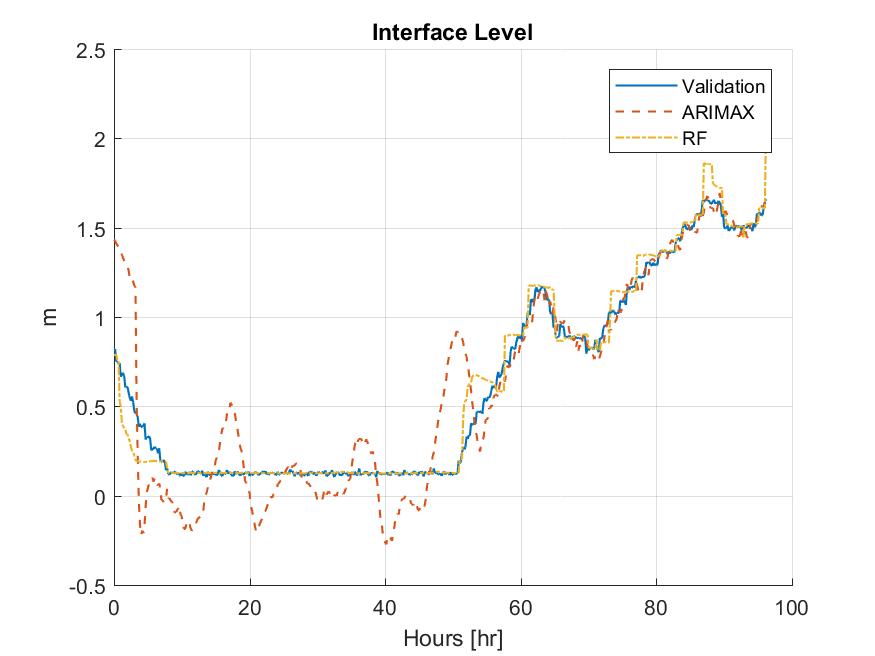 Interface Level
2.5
2
1.5
1
0.5
0
-0.5
m
Validation
ARIMAX
RF
0 20 40 60 80 100
Hours [hr]